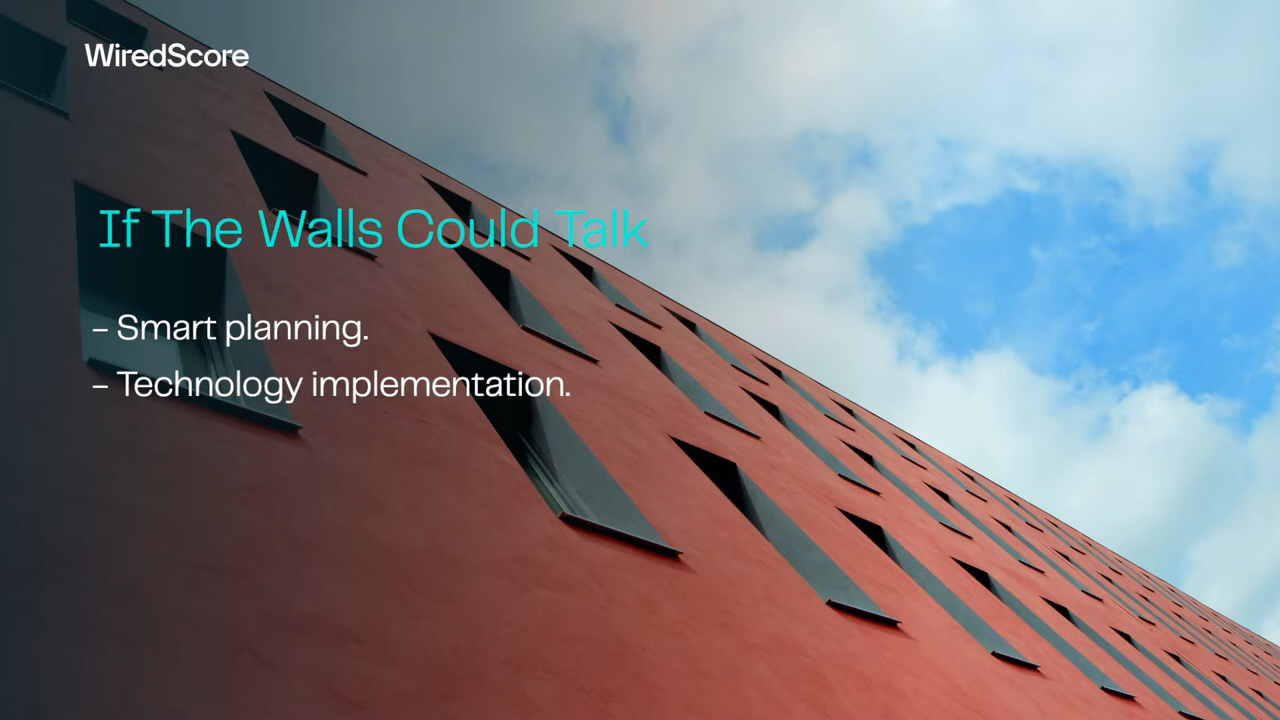 WiredScore
If The Walls Could Talk
– Smart planning.
– Technology implementation.